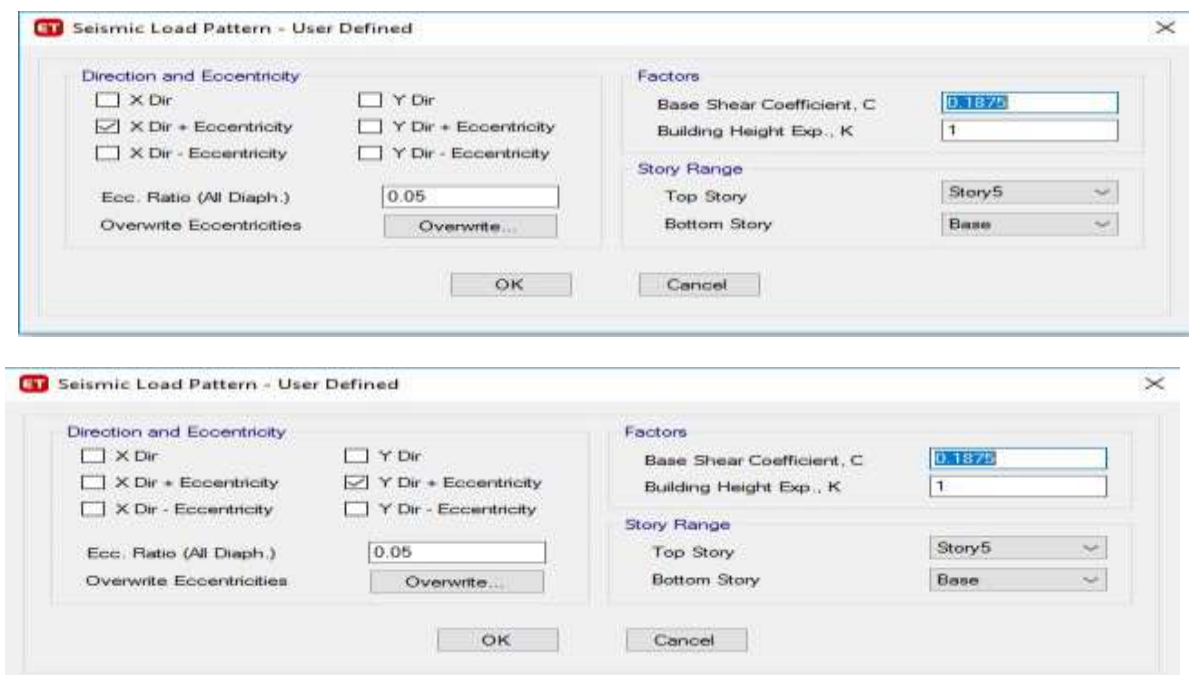 ET Seismic Load Pattern - User Defined
Direction and Eccentricity
X Dir Y Dir
X Dir + Eccentricity Y Dir + Eccentricity
X Dir - Eccentricity Y Dir - Eccentricity
Ecc. Ratio (All Diaph.) 0.05
Overwrite Eccentricities Overwrite...
Factors
Base Shear Coefficient, C 0.1875
Building Height Exp., K 1
Story Range
Top Story Story5
Bottom Story Base
OK Cancel
ET Seismic Load Pattern - User Defined
Direction and Eccentricity
X Dir Y Dir
X Dir + Eccentricity Y Dir + Eccentricity
X Dir - Eccentricity Y Dir - Eccentricity
Ecc. Ratio (All Diaph.) 0.05
Overwrite Eccentricities Overwrite...
Factors
Base Shear Coefficient, C 0.1875
Building Height Exp., K 1
Story Range
Top Story Story5
Bottom Story Base
OK Cancel